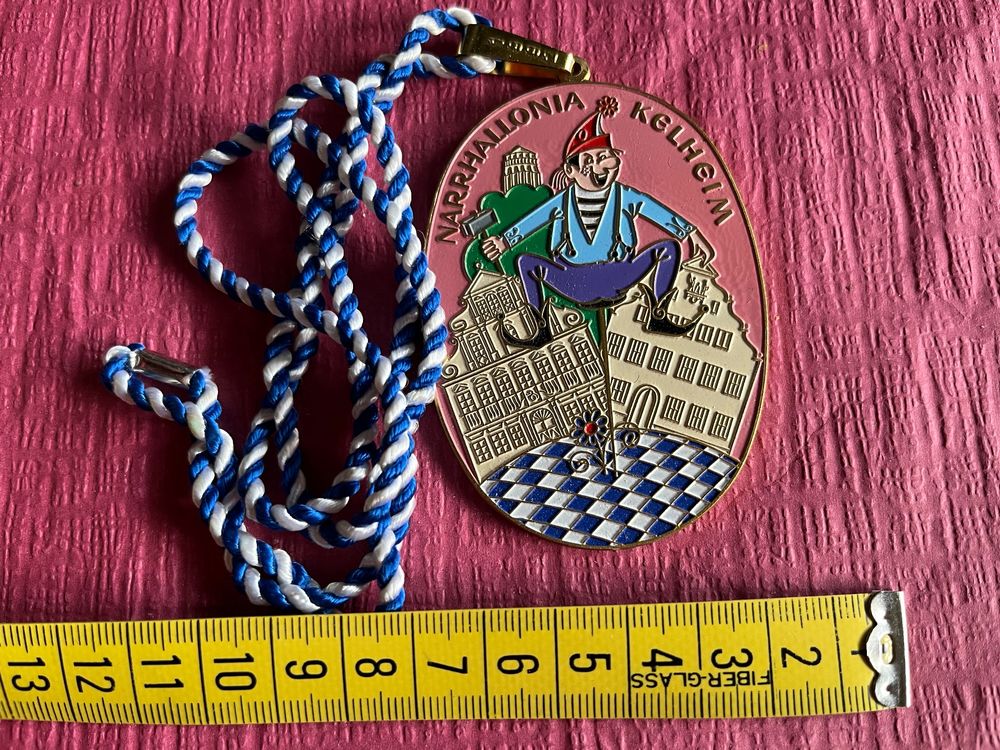 NARRHALLONIA KELHEIM
13 12 11 10 9 8 7 6 5 4 3 2
FIBER-GLASS